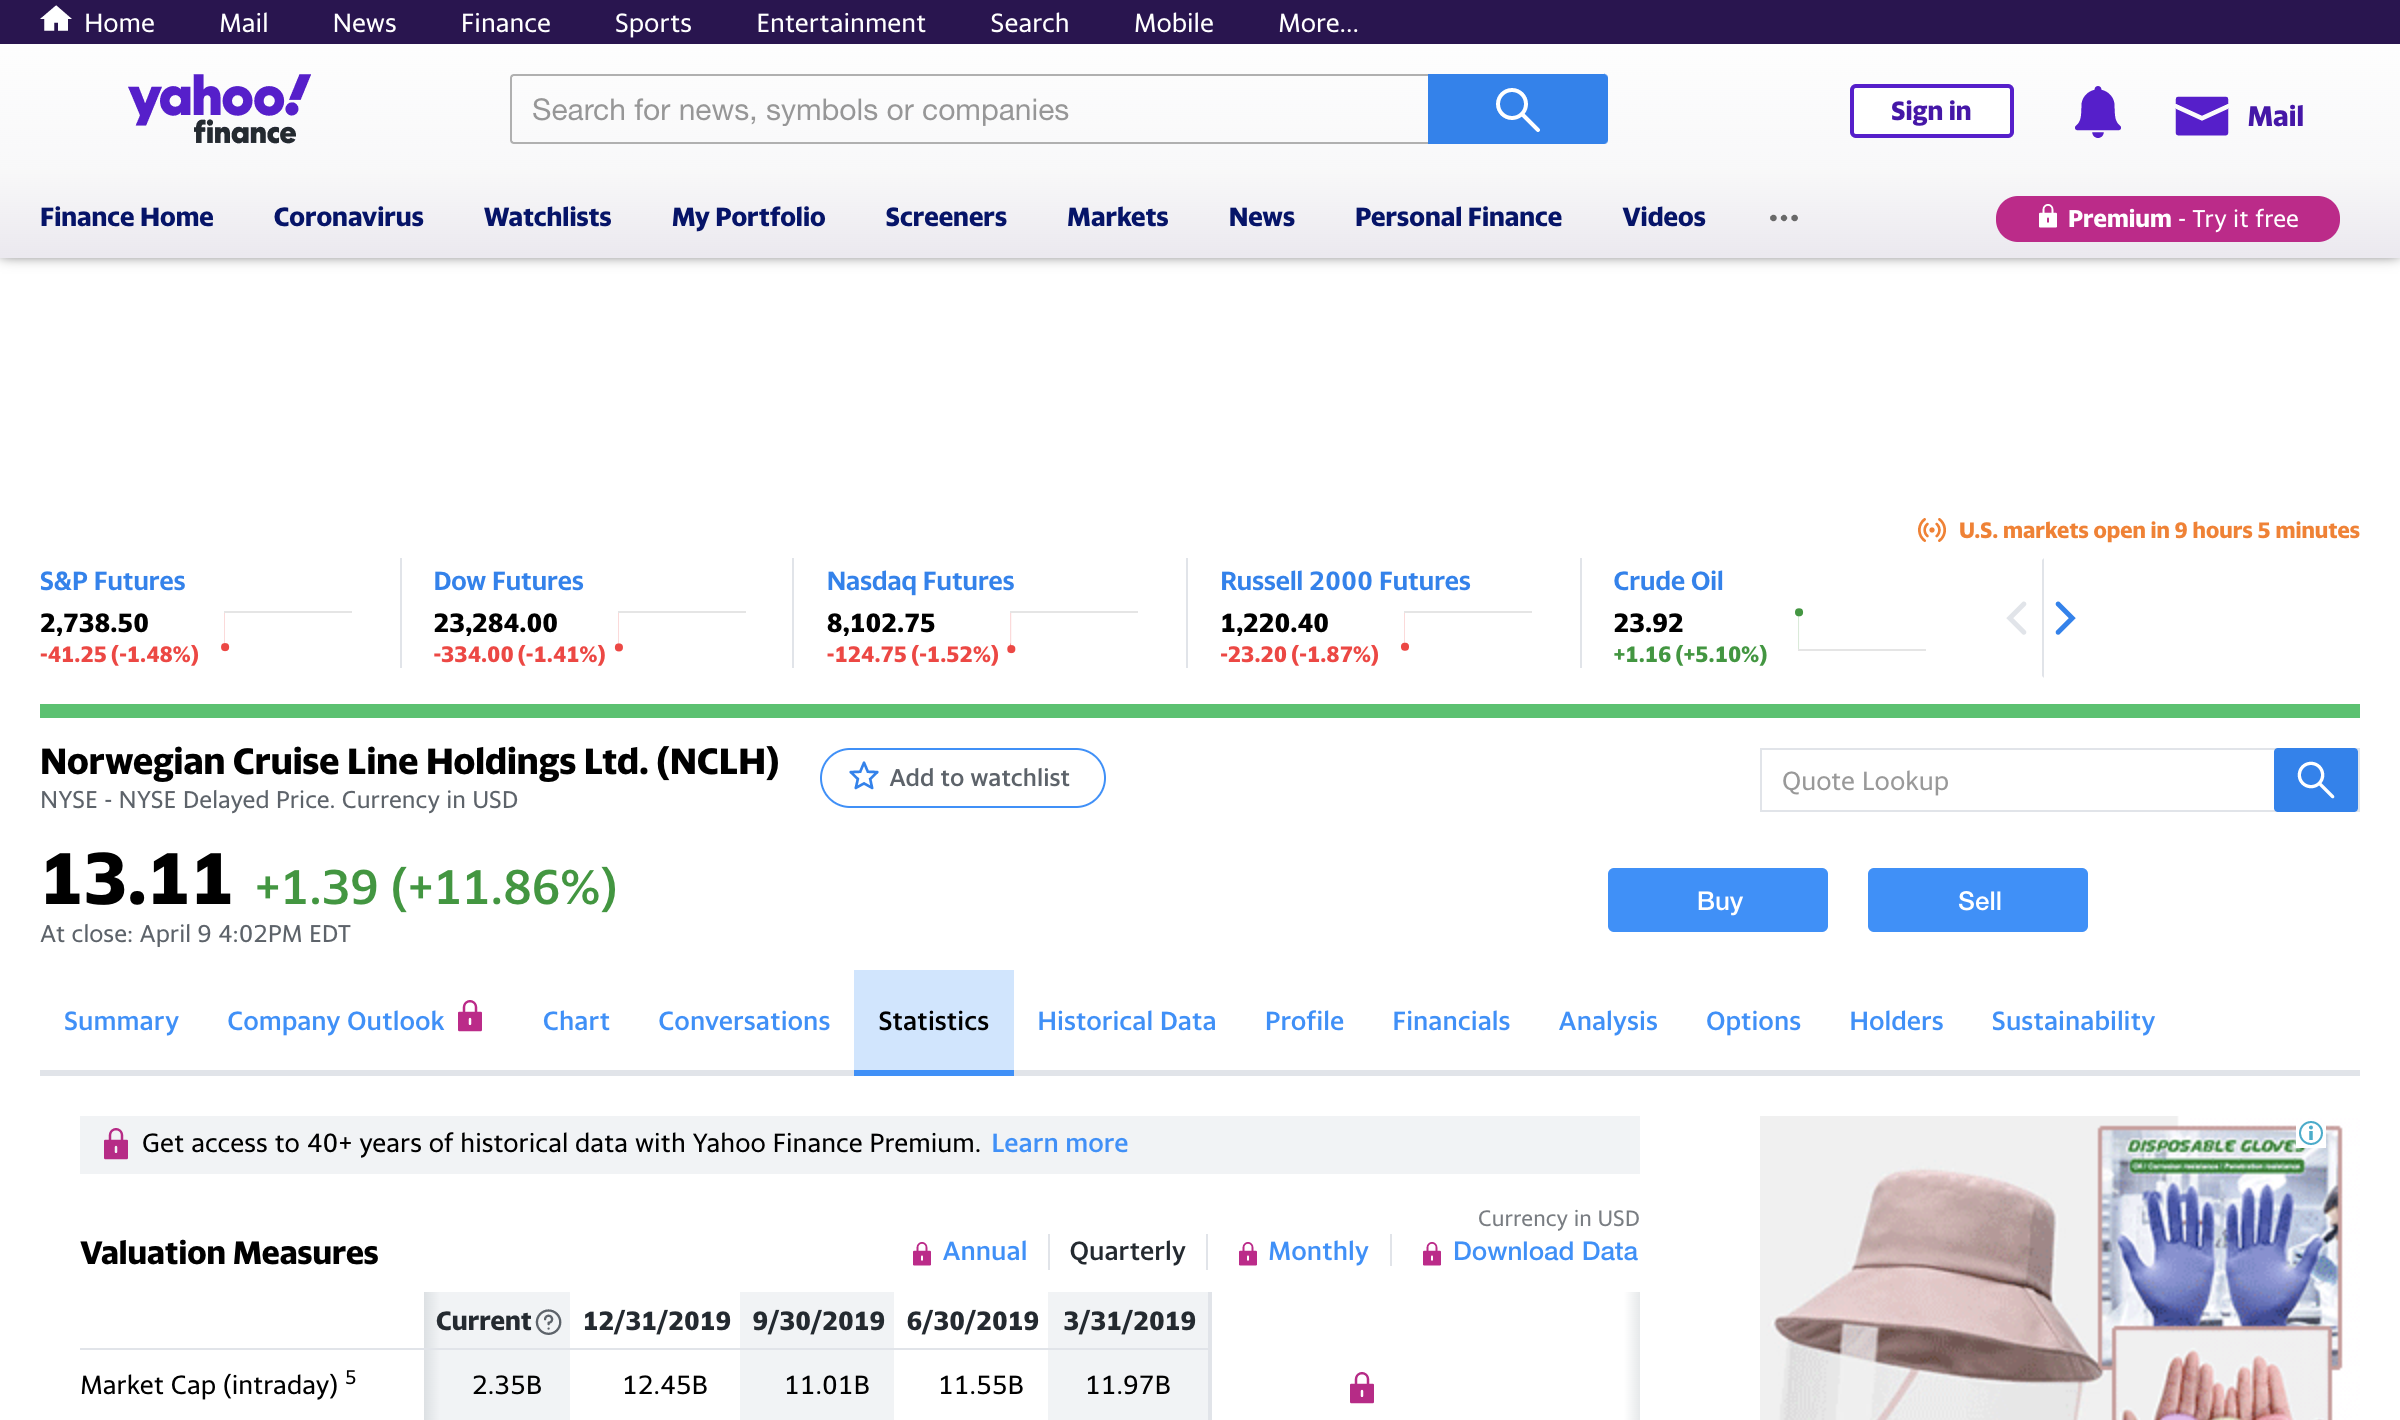 Home Mail News Finance Sports Entertainment Search Mobile More...
yahoo! finance
Search for news, symbols or companies
Sign in
Mail
Finance Home Coronavirus Watchlists My Portfolio Screeners Markets News Personal Finance Videos ••• Premium - Try it free
U.S. markets open in 9 hours 5 minutes
S&P Futures Dow Futures Nasdaq Futures Russell 2000 Futures Crude Oil
2,738.50 23,284.00 8,102.75 1,220.40 23.92
-41.25 (-1.48%) -334.00 (-1.41%) -124.75 (-1.52%) -23.20 (-1.87%) +1.16 (+5.10%)
Norwegian Cruise Line Holdings Ltd. (NCLH)
Add to watchlist
Quote Lookup
NYSE - NYSE Delayed Price. Currency in USD
13.11 +1.39 (+11.86%)
Buy Sell
At close: April 9 4:02PM EDT
Summary Company Outlook Chart Conversations Statistics Historical Data Profile Financials Analysis Options Holders Sustainability
Get access to 40+ years of historical data with Yahoo Finance Premium. Learn more
DISPOSABLE GLOVES
Currency in USD
Valuation Measures Annual Quarterly Monthly Download Data
Current 12/31/2019 9/30/2019 6/30/2019 3/31/2019
Market Cap (intraday) 5 2.35B 12.45B 11.01B 11.55B 11.97B